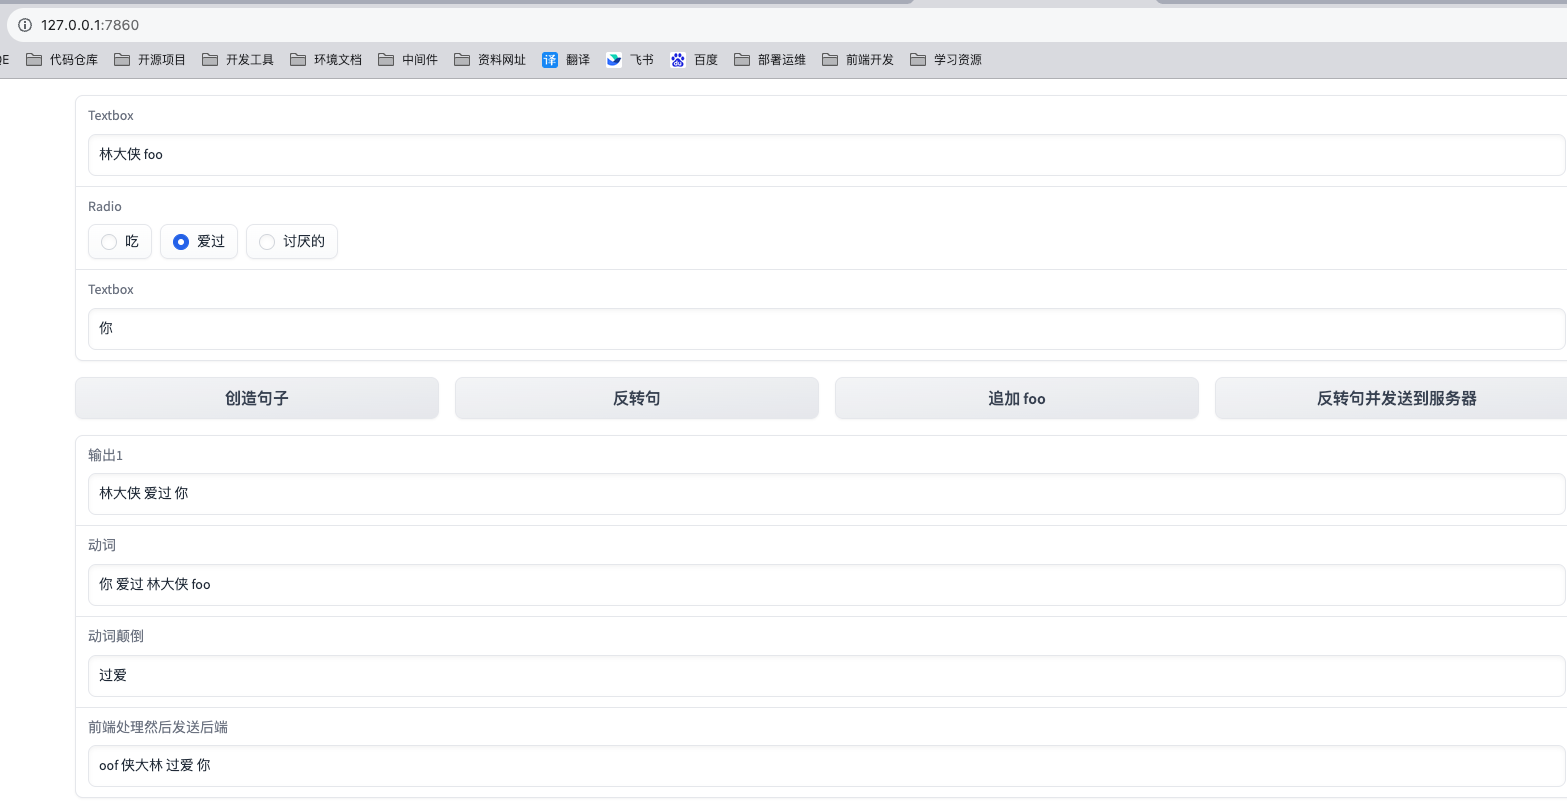 127.0.0.1:7860
E 代码仓库 开源项目 开发工具 环境文档 中间件 资料网址 译 翻译 飞书 du 百度 部署运维 前端开发 学习资源
Textbox
林大侠 foo
Radio
吃 爱过 讨厌的
Textbox
你
创造句子 反转句 追加 foo 反转句并发送到服务器
输出1
林大侠 爱过 你
动词
你 爱过 林大侠 foo
动词颠倒
过爱
前端处理然后发送后端
oof 侠大林 过爱 你